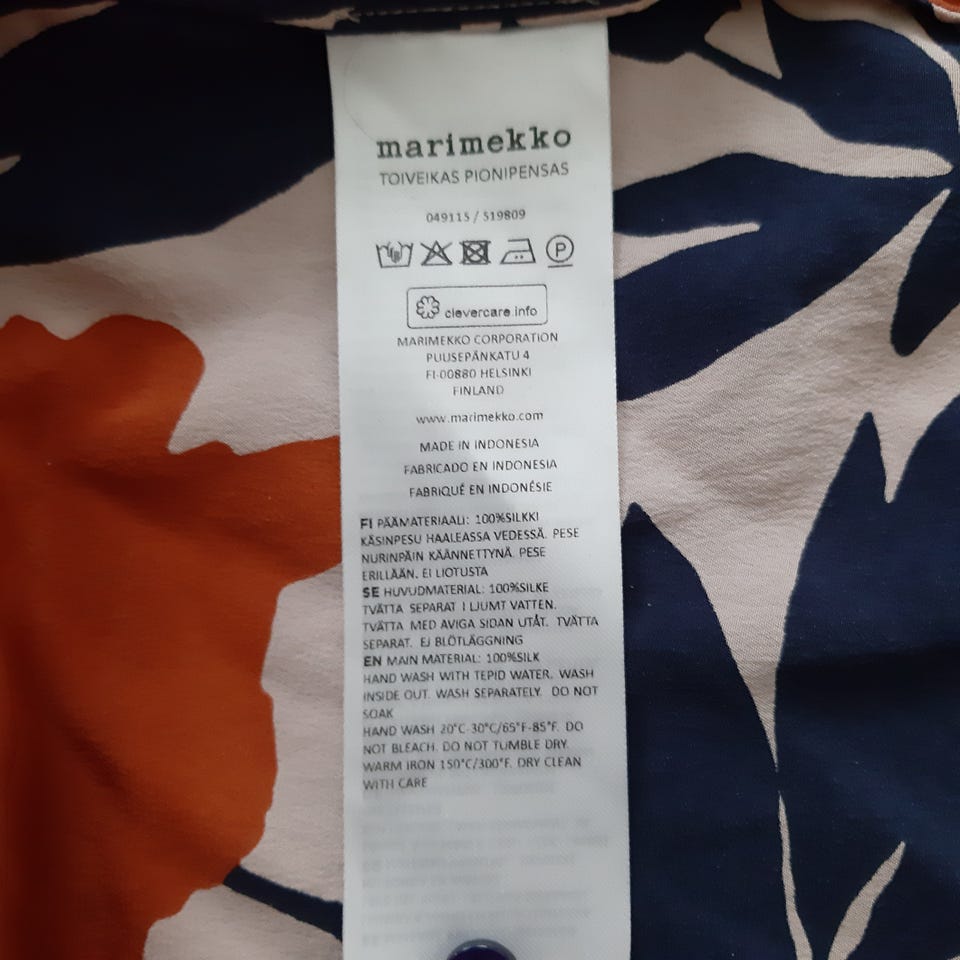 marimekko
TOIVEIKAS PIONIPENSAS
049115 / 519809
P
clevercare.info
MARIMEKKO CORPORATION
PUUSEPÄNKATU 4
FI-00880 HELSINKI
FINLAND
www.marimekko.com
MADE IN INDONESIA
FABRICADO EN INDONESIA
FABRIQUÉ EN INDONÉSIE
FI PÄÄMATERIAALI: 100%SILKKI
KÄSINPESU HAALEASSA VEDESSÄ. PESE
NURINPÄIN KÄÄNNETTYNÄ. PESE
ERILLÄÄN. EI LIOTUSTA
SE HUVUDMATERIAL: 100%SILKE
TVÄTTA SEPARAT I LJUMT VATTEN.
TVÄTTA MED AVIGA SIDAN UTÅT. TVÄTTA
SEPARAT. EJ BLÖTLÄGGNING
EN MAIN MATERIAL: 100%SILK
HAND WASH WITH TEPID WATER. WASH
INSIDE OUT. WASH SEPARATELY. DO NOT
SOAK
HAND WASH 20°C-30°C/65°F-85°F. DO
NOT BLEACH. DO NOT TUMBLE DRY.
WARM IRON 150°C/300°F. DRY CLEAN
WITH CARE